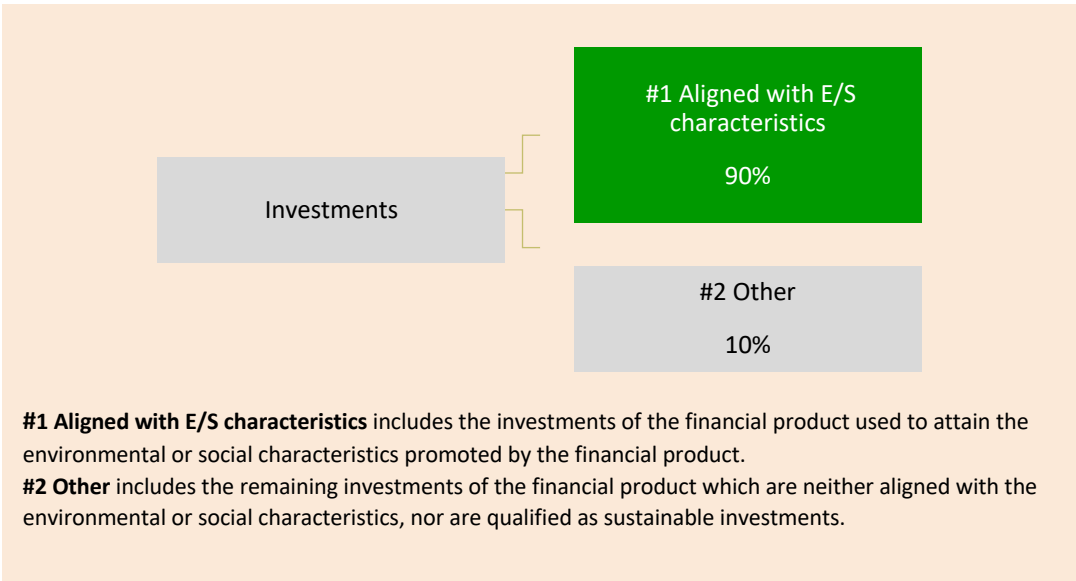 #1 Aligned with E/S
characteristics
90%
Investments
#2 Other
10%
#1 Aligned with E/S characteristics includes the investments of the financial product used to attain the
environmental or social characteristics promoted by the financial product.
#2 Other includes the remaining investments of the financial product which are neither aligned with the
environmental or social characteristics, nor are qualified as sustainable investments.